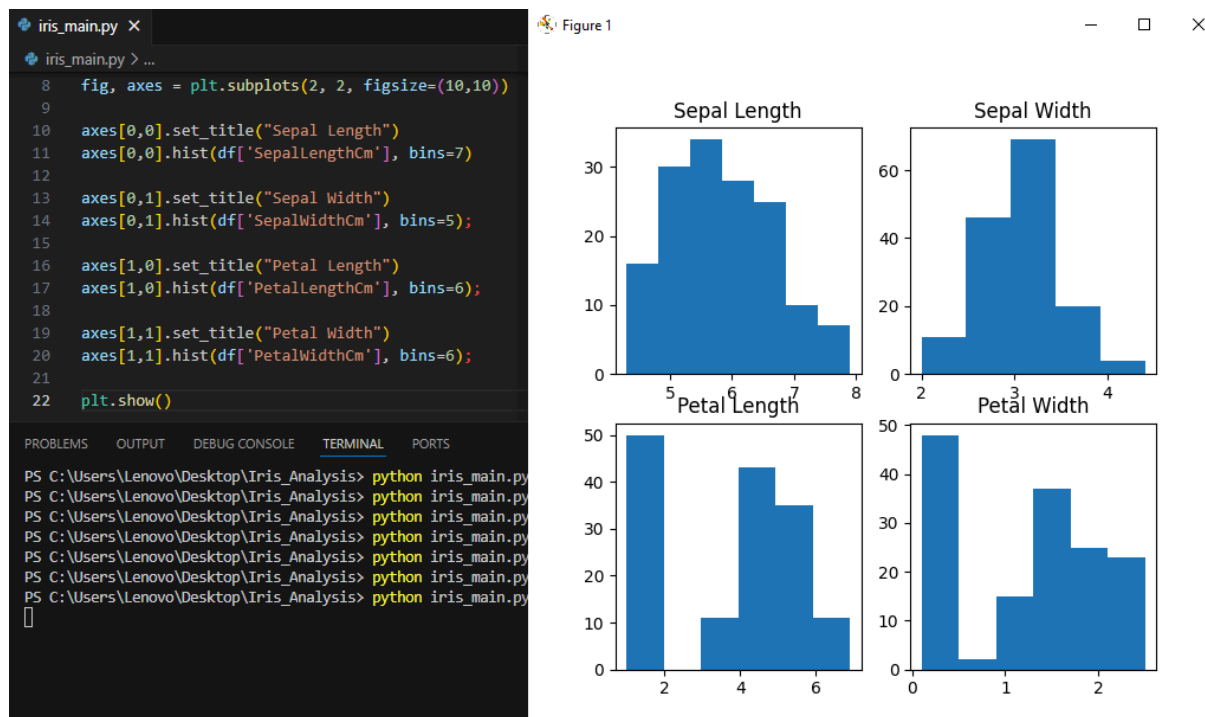 iris_main.py ✕
iris_main.py > ...
8 fig, axes = plt.subplots(2, 2, figsize=(10,10))
9
10 axes[0,0].set_title("Sepal Length")
11 axes[0,0].hist(df['SepalLengthCm'], bins=7)
12
13 axes[0,1].set_title("Sepal Width")
14 axes[0,1].hist(df['SepalWidthCm'], bins=5);
15
16 axes[1,0].set_title("Petal Length")
17 axes[1,0].hist(df['PetalLengthCm'], bins=6);
18
19 axes[1,1].set_title("Petal Width")
20 axes[1,1].hist(df['PetalWidthCm'], bins=6);
21
22 plt.show()
PROBLEMS OUTPUT DEBUG CONSOLE TERMINAL PORTS
PS C:\Users\Lenovo\Desktop\Iris_Analysis> python iris_main.py
PS C:\Users\Lenovo\Desktop\Iris_Analysis> python iris_main.py
PS C:\Users\Lenovo\Desktop\Iris_Analysis> python iris_main.py
PS C:\Users\Lenovo\Desktop\Iris_Analysis> python iris_main.py
PS C:\Users\Lenovo\Desktop\Iris_Analysis> python iris_main.py
PS C:\Users\Lenovo\Desktop\Iris_Analysis> python iris_main.py
PS C:\Users\Lenovo\Desktop\Iris_Analysis> python iris_main.py
Figure 1
Sepal Length
30
20
10
0
5 6 7 8
Sepal Width
60
40
20
0
2 3 4
Petal Length
50
40
30
20
10
0
2 4 6
Petal Width
50
40
30
20
10
0
0 1 2